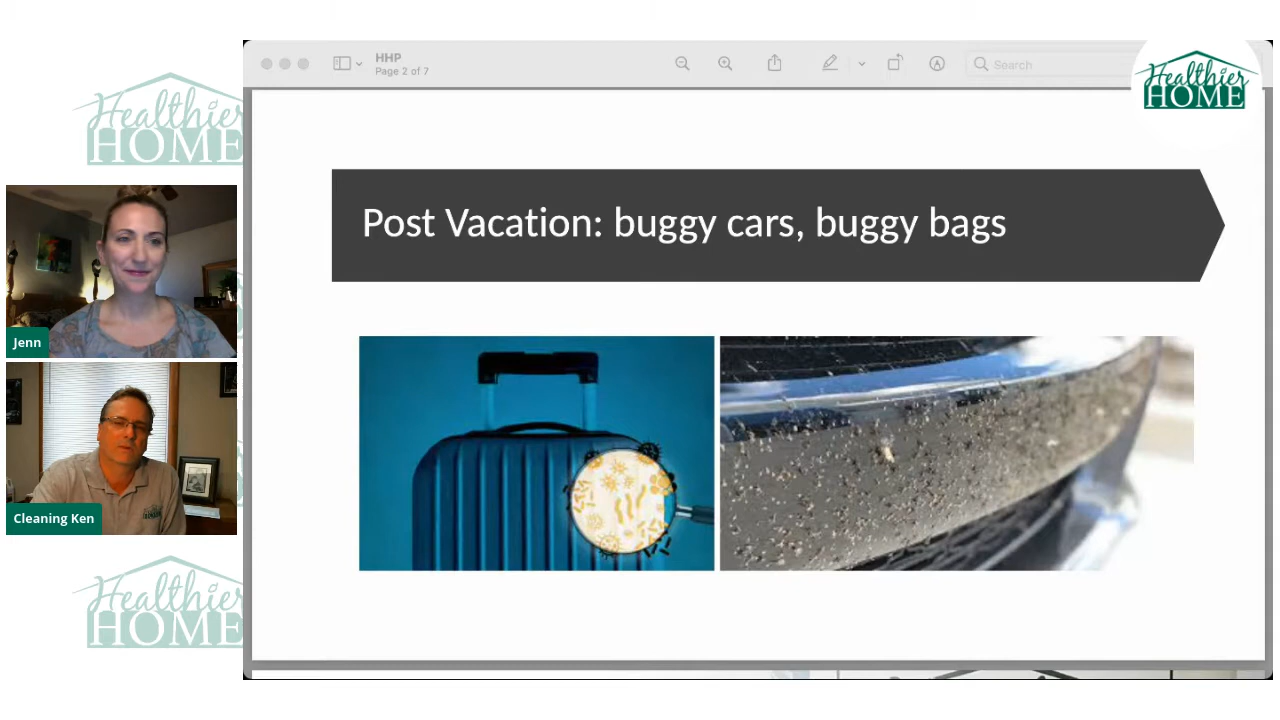 HHP
Page 2 of 7
Search
Healthier
HOME
Healthier
HOME
Post Vacation: buggy cars, buggy bags
Jenn
Cleaning Ken
Healthier
HOME